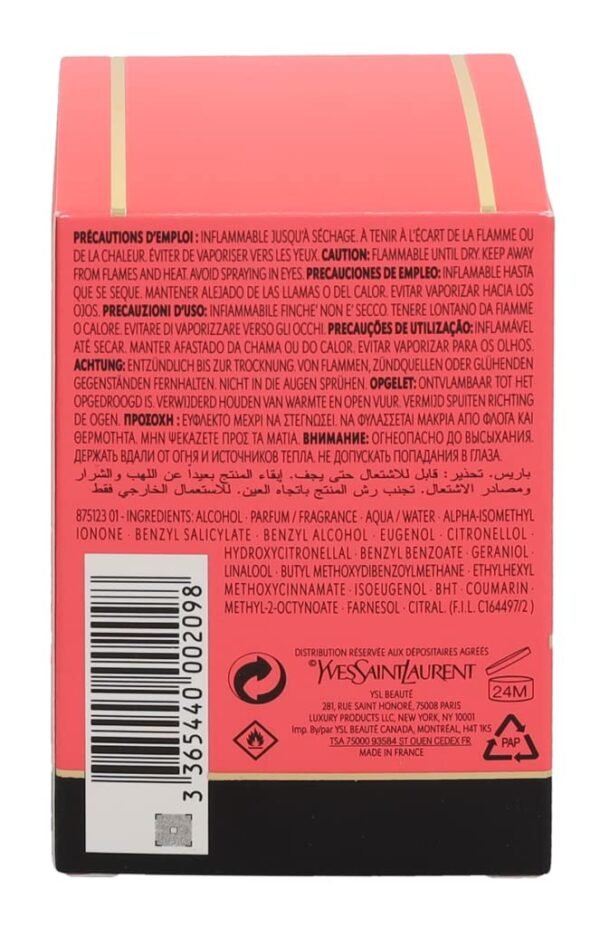 PRÉCAUTIONS D'EMPLOI : INFLAMMABLE JUSQU'À SÉCHAGE. À TENIR À L'ÉCART DE LA FLAMME OU
DE LA CHALEUR. ÉVITER DE VAPORISER VERS LES YEUX. CAUTION: FLAMMABLE UNTIL DRY. KEEP AWAY
FROM FLAMES AND HEAT. AVOID SPRAYING IN EYES. PRECAUCIONES DE EMPLEO: INFLAMABLE HASTA
QUE SE SEQUE. MANTENER ALEJADO DE LAS LLAMAS O DEL CALOR. EVITAR VAPORIZAR HACIA LOS
OJOS. PRECAUZIONI D'USO: INFIAMMABILE FINCHE' NON E' SECCO. TENERE LONTANO DA FIAMME
O CALORE. EVITARE DI VAPORIZZARE VERSO GLI OCCHI. PRECAUÇÕES DE UTILIZAÇÃO: INFLAMÁVEL
ATÉ SECAR. MANTER AFASTADO DA CHAMA OU DO CALOR. EVITAR VAPORIZAR PARA OS OLHOS.
ACHTUNG: ENTZÜNDLICH BIS ZUR TROCKNUNG. VON FLAMMEN, ZÜNDQUELLEN ODER GLÜHENDEN
GEGENSTÄNDEN FERNHALTEN. NICHT IN DIE AUGEN SPRÜHEN. OPGELET: ONTVLAMBAAR TOT HET
OPGEDROOGD IS. VERWIJDERD HOUDEN VAN WARMTE EN OPEN VUUR. VERMIJD SPUITEN RICHTING
DE OGEN. ΠΡΟΣΟΧΗ : ΕΥΦΛΕΚΤΟ ΜΕΧΡΙ ΝΑ ΣΤΕΓΝΩΣΕΙ. ΝΑ ΦΥΛΑΣΣΕΤΑΙ ΜΑΚΡΙΑ ΑΠΟ ΦΛΟΓΑ ΚΑΙ
ΘΕΡΜΟΤΗΤΑ. ΜΗΝ ΨΕΚΑΖΕΤΕ ΠΡΟΣ ΤΑ ΜΑΤΙΑ. ВНИМАНИЕ: ОГНЕОПАСНО ДО ВЫСЫХАНИЯ.
ДЕРЖАТЬ ВДАЛИ ОТ ОГНЯ И ИСТОЧНИКОВ ТЕПЛА. НЕ ДОПУСКАТЬ ПОПАДАНИЯ В ГЛАЗА.
باريس. تحذير: قابل للاشتعال حتى يجف. إبقاء المنتج بعيداً عن اللهب والشرار
ومصادر الاشتعال. تجنب رش المنتج باتجاه العين. للاستعمال الخارجي فقط
875123 01 - INGREDIENTS: ALCOHOL · PARFUM / FRAGRANCE · AQUA / WATER · ALPHA-ISOMETHYL
IONONE · BENZYL SALICYLATE · BENZYL ALCOHOL · EUGENOL · CITRONELLOL ·
HYDROXYCITRONELLAL · BENZYL BENZOATE · GERANIOL ·
LINALOOL · BUTYL METHOXYDIBENZOYLMETHANE · ETHYLHEXYL
METHOXYCINNAMATE · ISOEUGENOL · BHT · COUMARIN ·
METHYL-2-OCTYNOATE · FARNESOL · CITRAL. (F.I.L. C164497/2 )
3 365440 002098
DISTRIBUTION RÉSERVÉE AUX DÉPOSITAIRES AGRÉÉS
©YVESSAINTLAURENT
YSL BEAUTÉ
281, RUE SAINT HONORÉ, 75008 PARIS
LUXURY PRODUCTS LLC, NEW YORK, NY 10001
Imp. By/par YSL BEAUTÉ CANADA, MONTRÉAL, H4T 1K5
TSA 75000 93584 ST OUEN CEDEX FR
MADE IN FRANCE
24M
PAP